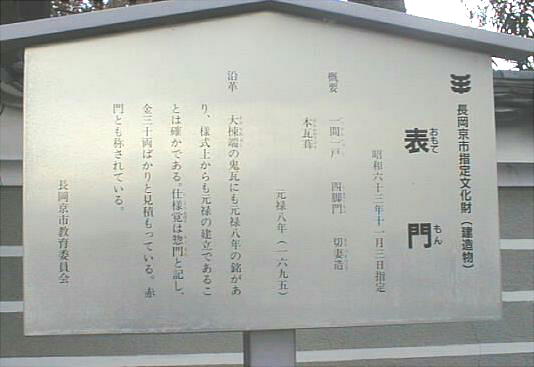 長岡京市指定文化財（建造物）
表門
おもてもん
昭和六十三年十一月三日指定
概要　一間一戸　四脚門　切妻造
本瓦葺
元禄八年（一六九五）
沿革　大棟端の鬼瓦にも元禄八年の銘があ
り、様式上からも元禄の建立であるこ
とは確かである。仕様覚は惣門と記し、
金三十両ばかりと見積もっている。赤
門とも称されている。
長岡京市教育委員会